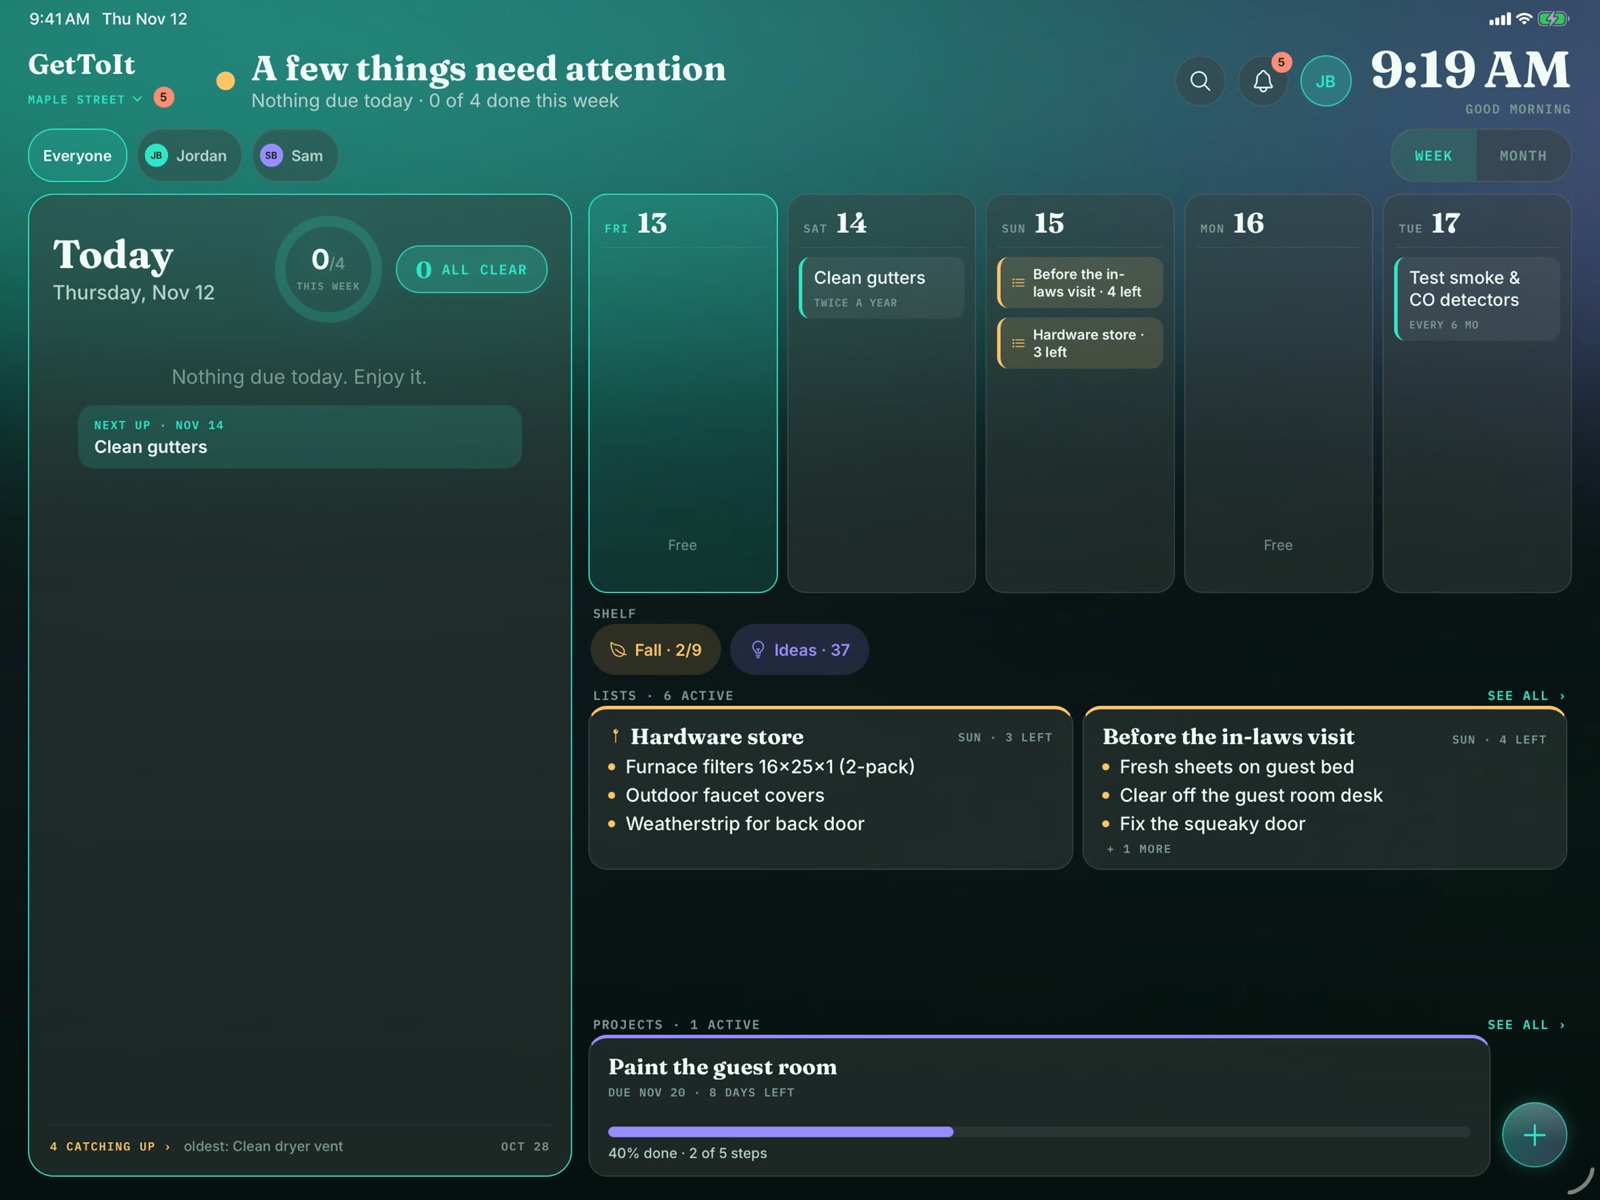 9:41 AM Thu Nov 12
GetToIt
MAPLE STREET 5
A few things need attention
Nothing due today · 0 of 4 done this week
5
JB
9:19 AM
GOOD MORNING
Everyone
JB Jordan
SB Sam
WEEK
MONTH
Today
Thursday, Nov 12
0/4
THIS WEEK
0 ALL CLEAR
Nothing due today. Enjoy it.
NEXT UP · NOV 14
Clean gutters
4 CATCHING UP › oldest: Clean dryer vent OCT 28
FRI 13
Free
SAT 14
Clean gutters
TWICE A YEAR
SUN 15
Before the in-
laws visit · 4 left
Hardware store ·
3 left
MON 16
Free
TUE 17
Test smoke &
CO detectors
EVERY 6 MO
SHELF
Fall · 2/9
Ideas · 37
LISTS · 6 ACTIVE
SEE ALL ›
Hardware store
SUN · 3 LEFT
Furnace filters 16×25×1 (2-pack)
Outdoor faucet covers
Weatherstrip for back door
Before the in-laws visit
SUN · 4 LEFT
Fresh sheets on guest bed
Clear off the guest room desk
Fix the squeaky door
+ 1 MORE
PROJECTS · 1 ACTIVE
SEE ALL ›
Paint the guest room
DUE NOV 20 · 8 DAYS LEFT
40% done · 2 of 5 steps